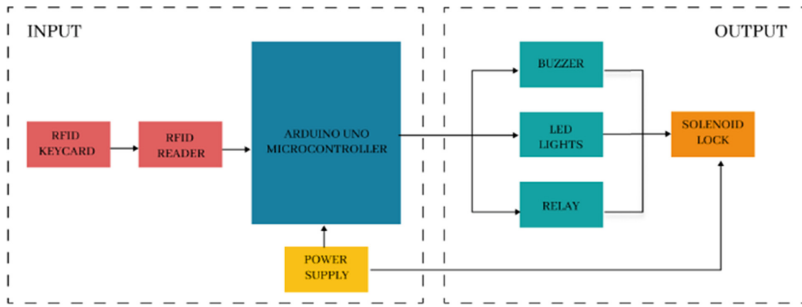 INPUT
OUTPUT
RFID
KEYCARD
RFID
READER
ARDUINO UNO
MICROCONTROLLER
POWER
SUPPLY
BUZZER
LED
LIGHTS
RELAY
SOLENOID
LOCK